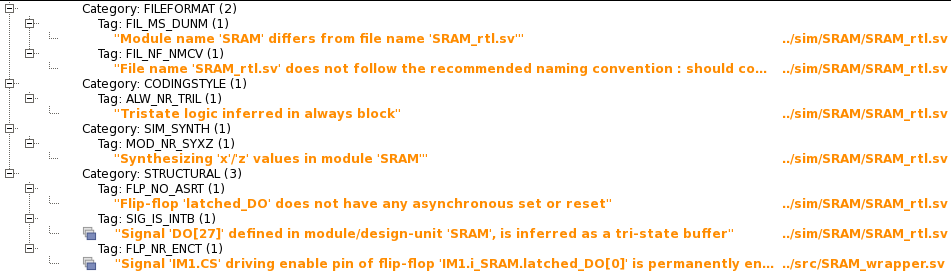 Category: FILEFORMAT (2)
Tag: FIL_MS_DUNM (1)
"Module name 'SRAM' differs from file name 'SRAM_rtl.sv'" ../sim/SRAM/SRAM_rtl.sv
Tag: FIL_NF_NMCV (1)
"File name 'SRAM_rtl.sv' does not follow the recommended naming convention : should co... ../sim/SRAM/SRAM_rtl.sv
Category: CODINGSTYLE (1)
Tag: ALW_NR_TRIL (1)
"Tristate logic inferred in always block" ../sim/SRAM/SRAM_rtl.sv
Category: SIM_SYNTH (1)
Tag: MOD_NR_SYXZ (1)
"Synthesizing 'x'/'z' values in module 'SRAM'" ../sim/SRAM/SRAM_rtl.sv
Category: STRUCTURAL (3)
Tag: FLP_NO_ASRT (1)
"Flip-flop 'latched_DO' does not have any asynchronous set or reset" ../sim/SRAM/SRAM_rtl.sv
Tag: SIG_IS_INTB (1)
"Signal 'DO[27]' defined in module/design-unit 'SRAM', is inferred as a tri-state buffer" ../sim/SRAM/SRAM_rtl.sv
Tag: FLP_NR_ENCT (1)
"Signal 'IM1.CS' driving enable pin of flip-flop 'IM1.i_SRAM.latched_DO[0]' is permanently en... ../src/SRAM_wrapper.sv